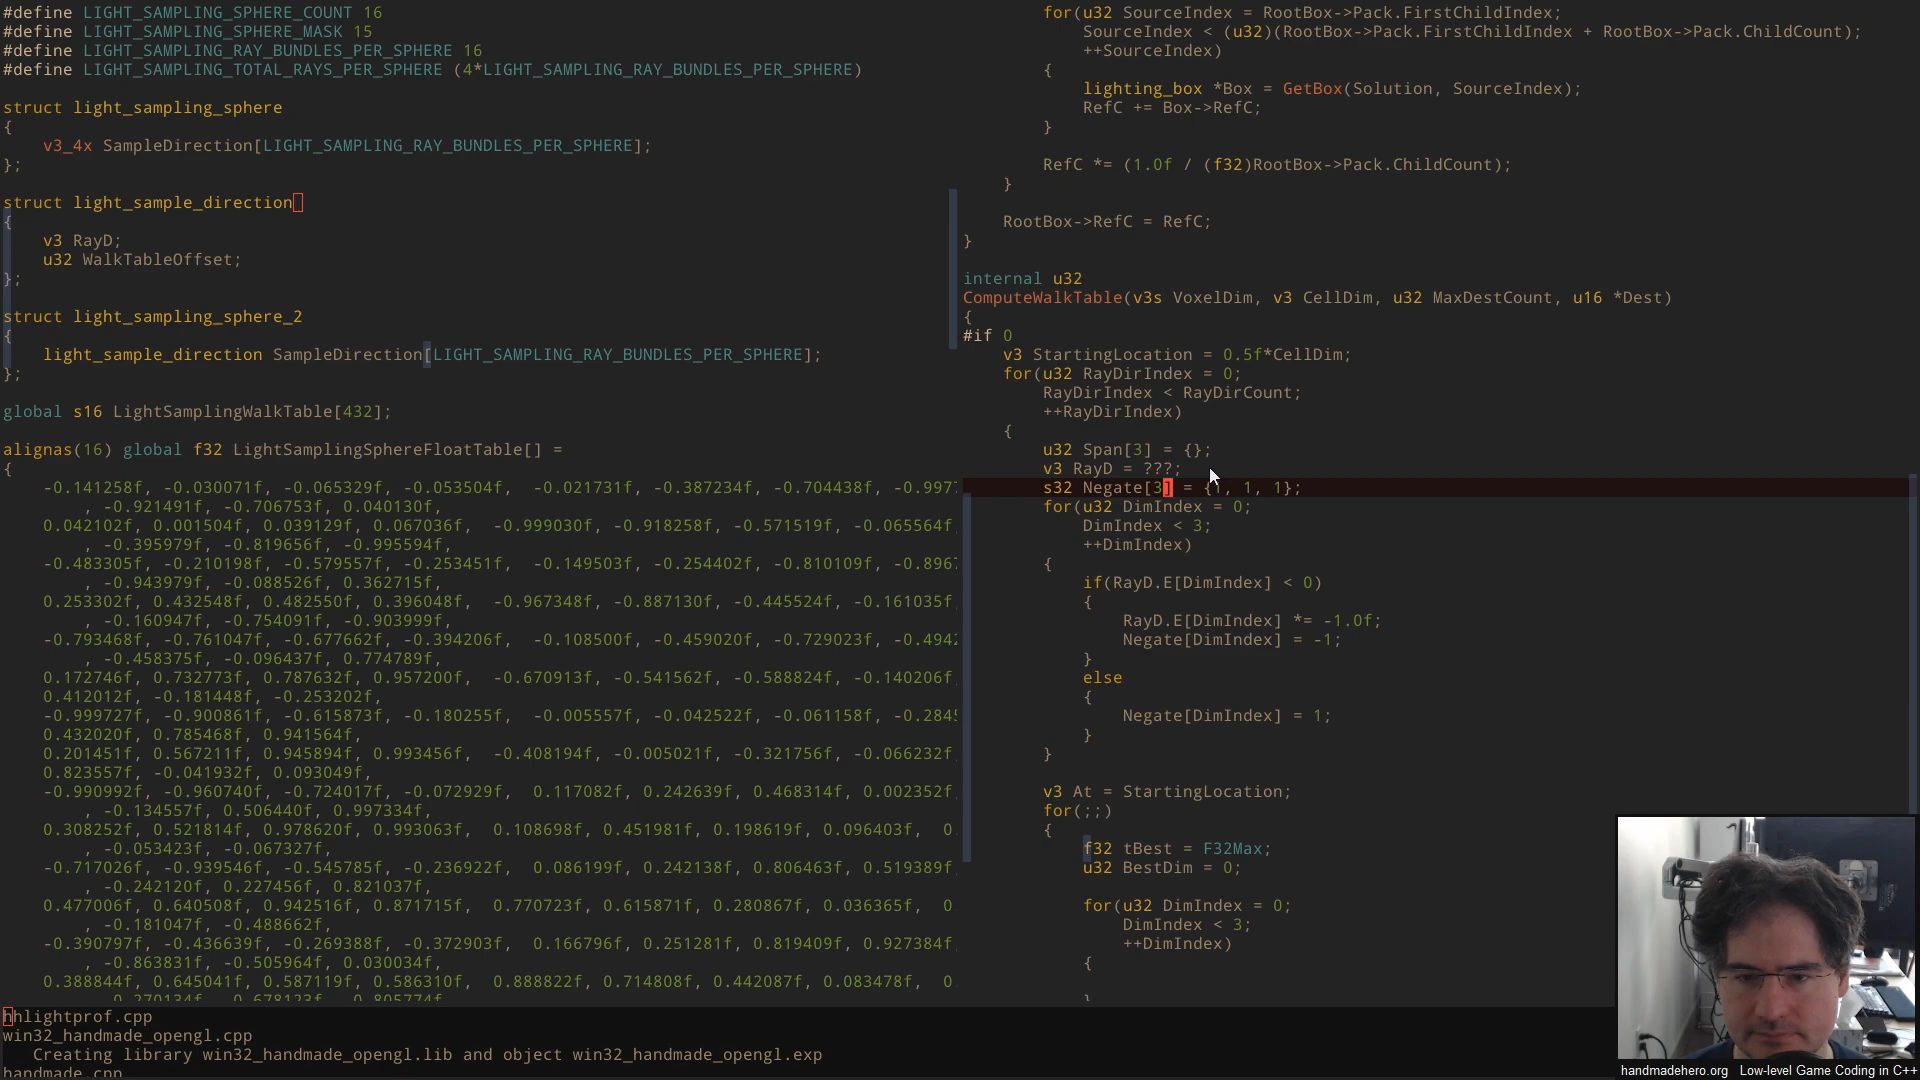 #define LIGHT_SAMPLING_SPHERE_COUNT 16
#define LIGHT_SAMPLING_SPHERE_MASK 15
#define LIGHT_SAMPLING_RAY_BUNDLES_PER_SPHERE 16
#define LIGHT_SAMPLING_TOTAL_RAYS_PER_SPHERE (4*LIGHT_SAMPLING_RAY_BUNDLES_PER_SPHERE)
struct light_sampling_sphere
{
v3_4x SampleDirection[LIGHT_SAMPLING_RAY_BUNDLES_PER_SPHERE];
};
struct light_sample_direction
{
v3 RayD;
u32 WalkTableOffset;
};
struct light_sampling_sphere_2
{
light_sample_direction SampleDirection[LIGHT_SAMPLING_RAY_BUNDLES_PER_SPHERE];
};
global s16 LightSamplingWalkTable[432];
alignas(16) global f32 LightSamplingSphereFloatTable[] =
{
-0.141258f, -0.030071f, -0.065329f, -0.053153f, -0.021731f, -0.387234f, -0.704438f, -0.997
, -0.921491f, -0.706753f, 0.040130f,
0.042102f, 0.001504f, 0.039129f, 0.067036f, -0.999030f, -0.918258f, -0.571519f, -0.065564f
, -0.395979f, -0.819656f, -0.995594f,
-0.483305f, -0.210198f, -0.579557f, -0.253451f, -0.149503f, -0.254402f, -0.810109f, -0.896
, -0.943979f, -0.088526f, 0.362715f,
0.253302f, 0.432548f, 0.482550f, 0.396048f, -0.967348f, -0.887130f, -0.445524f, -0.161035f
, -0.160947f, -0.754091f, -0.903999f,
-0.793468f, -0.761047f, -0.677662f, -0.394206f, -0.108500f, -0.459020f, -0.729023f, -0.494
, -0.458375f, -0.096437f, 0.774789f,
0.172746f, 0.732773f, 0.787632f, 0.957200f, -0.670913f, -0.541562f, -0.588824f, -0.140206f
0.412012f, -0.181448f, -0.253202f,
-0.999727f, -0.900861f, -0.615873f, -0.180255f, -0.005557f, -0.042522f, -0.061158f, -0.284
0.432020f, 0.785468f, 0.941564f,
0.201451f, 0.567211f, 0.945894f, 0.993456f, -0.408194f, -0.005021f, -0.321756f, -0.066232f
0.823557f, -0.041932f, 0.093049f,
-0.990992f, -0.960740f, -0.724017f, -0.072929f, 0.117082f, 0.242639f, 0.468314f, 0.002352f
, -0.134557f, 0.506440f, 0.997334f,
0.308252f, 0.521814f, 0.978620f, 0.993063f, 0.108698f, 0.451981f, 0.198619f, 0.096403f, 0.
, -0.053423f, -0.067327f,
-0.717026f, -0.939546f, -0.545785f, -0.236922f, 0.086199f, 0.242138f, 0.806463f, 0.519389f
, -0.242120f, 0.227456f, 0.821037f,
0.477006f, 0.640508f, 0.942516f, 0.871715f, 0.770723f, 0.615871f, 0.280867f, 0.036365f, 0
, -0.181047f, -0.488662f,
-0.390797f, -0.436639f, -0.269388f, -0.372903f, 0.166796f, 0.251281f, 0.819409f, 0.927384f
, -0.863831f, -0.505964f, 0.030034f,
0.388844f, 0.645041f, 0.587119f, 0.586310f, 0.888822f, 0.714808f, 0.442087f, 0.083478f, 0.
for(u32 SourceIndex = RootBox->Pack.FirstChildIndex;
SourceIndex < (u32)(RootBox->Pack.FirstChildIndex + RootBox->Pack.ChildCount);
++SourceIndex)
{
lighting_box *Box = GetBox(Solution, SourceIndex);
RefC += Box->RefC;
}
RefC *= (1.0f / (f32)RootBox->Pack.ChildCount);
}
RootBox->RefC = RefC;
}
internal u32
ComputeWalkTable(v3s VoxelDim, v3 CellDim, u32 MaxDestCount, u16 *Dest)
{
#if 0
v3 StartingLocation = 0.5f*CellDim;
for(u32 RayDirIndex = 0;
RayDirIndex < RayDirCount;
++RayDirIndex)
{
u32 Span[3] = {};
v3 RayD = ???;
s32 Negate[3] = {1, 1, 1};
for(u32 DimIndex = 0;
DimIndex < 3;
++DimIndex)
{
if(RayD.E[DimIndex] < 0)
{
RayD.E[DimIndex] *= -1.0f;
Negate[DimIndex] = -1;
}
else
{
Negate[DimIndex] = 1;
}
}
v3 At = StartingLocation;
for(;;)
{
f32 tBest = F32Max;
u32 BestDim = 0;
for(u32 DimIndex = 0;
DimIndex < 3;
++DimIndex)
{
hhlightprof.cpp
win32_handmade_opengl.cpp
Creating library win32_handmade_opengl.lib and object win32_handmade_opengl.exp
handmade.cpp
handmadehero.org Low-level Game Coding in C++